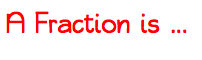 A Fraction is ...